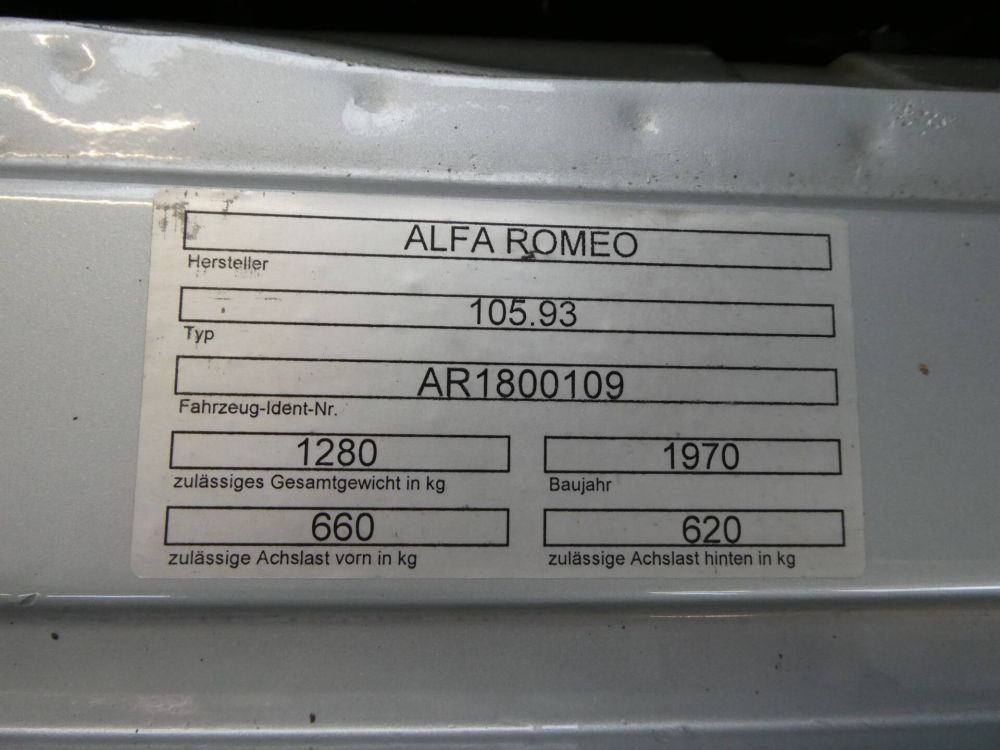 ALFA ROMEO
Hersteller
105.93
Typ
AR1800109
Fahrzeug-Ident-Nr.
1280 1970
zulässiges Gesamtgewicht in kg Baujahr
660 620
zulässige Achslast vorn in kg zulässige Achslast hinten in kg